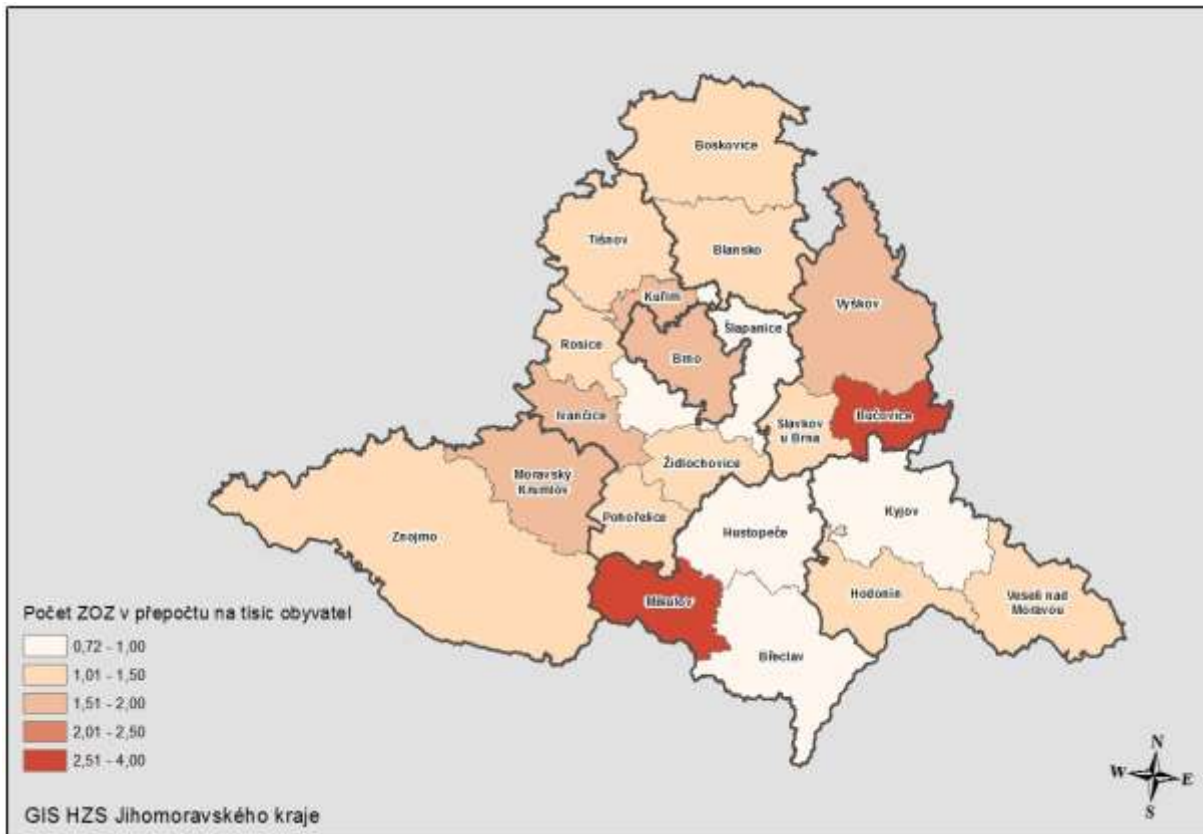 Boskovice
Tišnov
Blansko
Kuřim
Vyškov
Šlapanice
Rosice
Brno
Ivančice
Slavkov
u Brna
Bučovice
Židlochovice
Moravský
Krumlov
Pohořelice
Hustopeče
Kyjov
Znojmo
Mikulov
Hodonín
Veselí nad
Moravou
Břeclav
Počet ZOZ v přepočtu na tisíc obyvatel
0,72 - 1,00
1,01 - 1,50
1,51 - 2,00
2,01 - 2,50
2,51 - 4,00
N
W E
S
GIS HZS Jihomoravského kraje